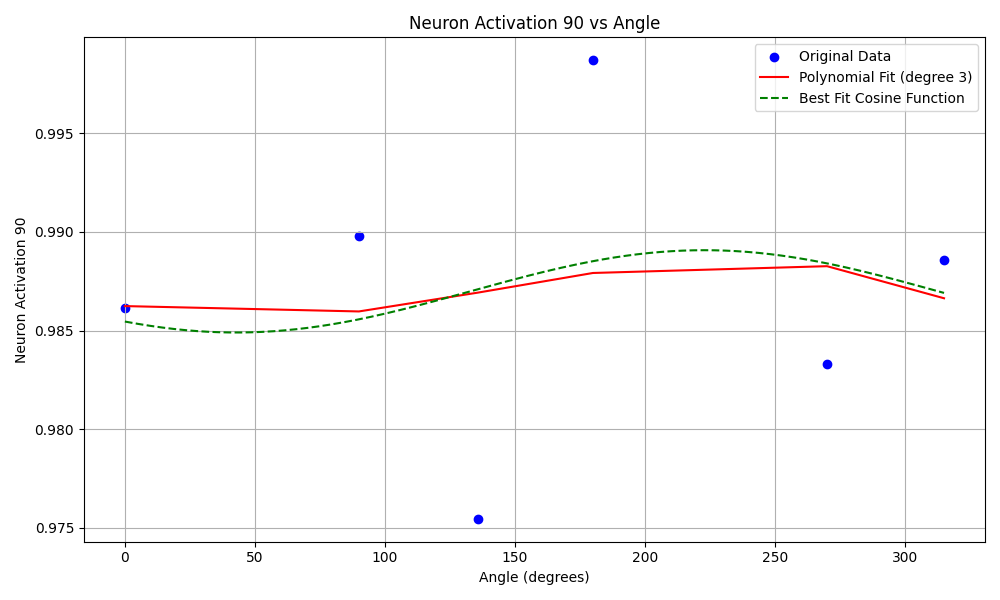 Neuron Activation 90 vs Angle
Original Data
Polynomial Fit (degree 3)
Best Fit Cosine Function
Neuron Activation 90
0.995
0.990
0.985
0.980
0.975
0
50
100
150
200
250
300
Angle (degrees)